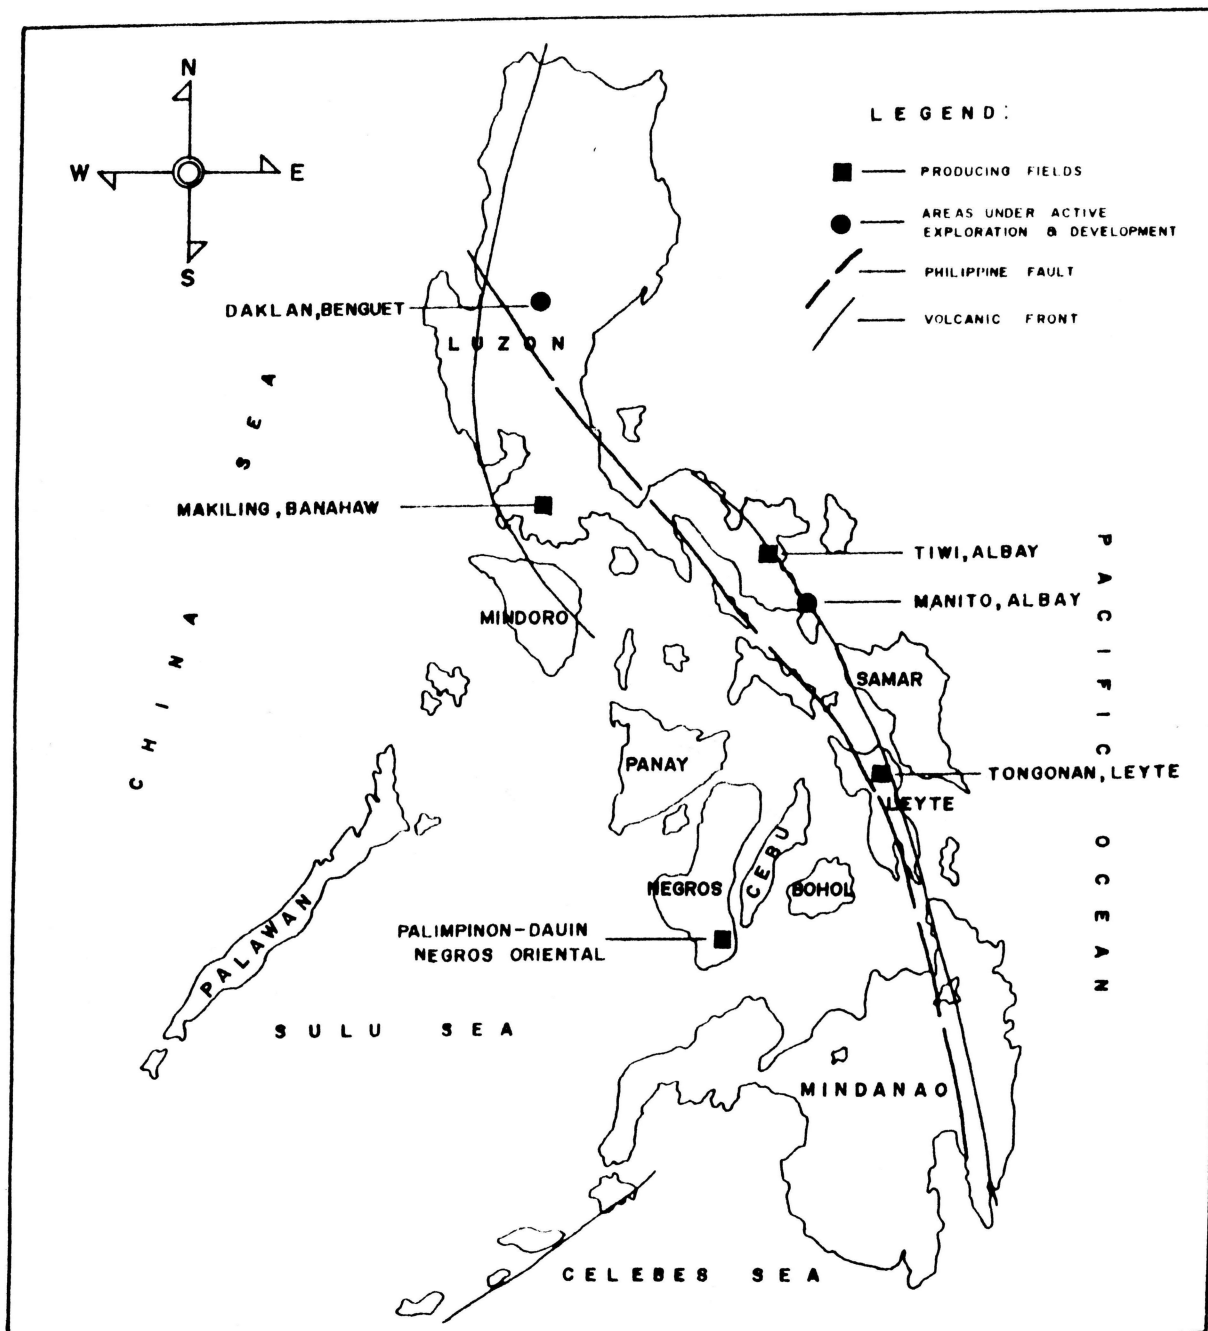 N
W E
S
LEGEND:
PRODUCING FIELDS
AREAS UNDER ACTIVE
EXPLORATION & DEVELOPMENT
PHILIPPINE FAULT
VOLCANIC FRONT
DAKLAN, BENGUET
LUZON
CHINA SEA
MAKILING, BANAHAW
TIWI, ALBAY
MANITO, ALBAY
PACIFIC OCEAN
MINDORO
SAMAR
PANAY
TONGONAN, LEYTE
LEYTE
CEBU
NEGROS
BOHOL
PALAWAN
PALIMPINON-DAUIN
NEGROS ORIENTAL
SULU SEA
MINDANAO
CELEBES SEA